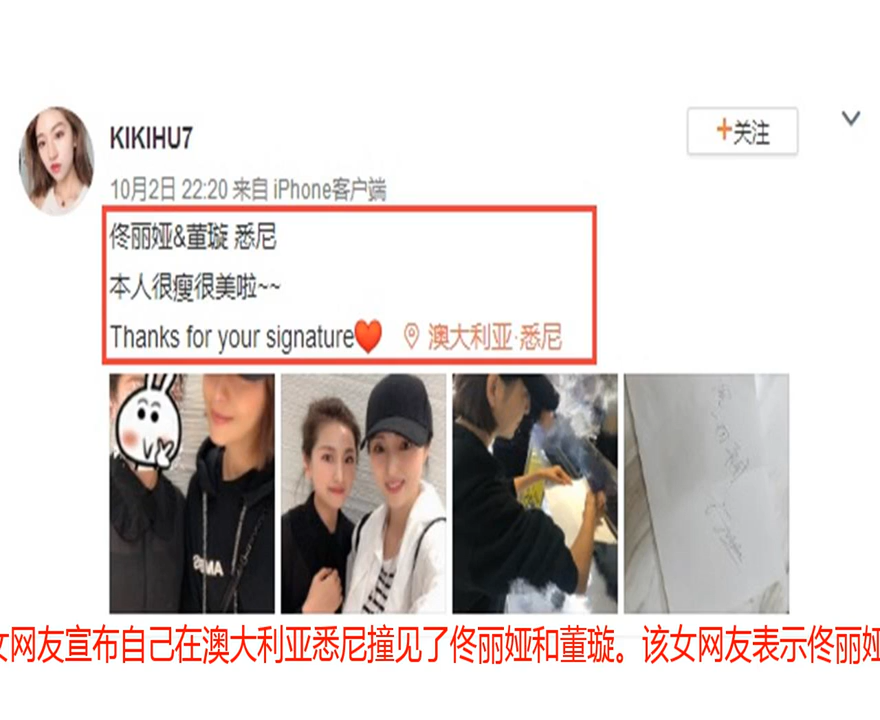 KIKIHU7
+关注
10月2日 22:20 来自 iPhone客户端
佟丽娅&董璇 悉尼
本人很瘦很美啦~~
Thanks for your signature❤️ 澳大利亚·悉尼
女网友宣布自己在澳大利亚悉尼撞见了佟丽娅和董璇。该女网友表示佟丽娅